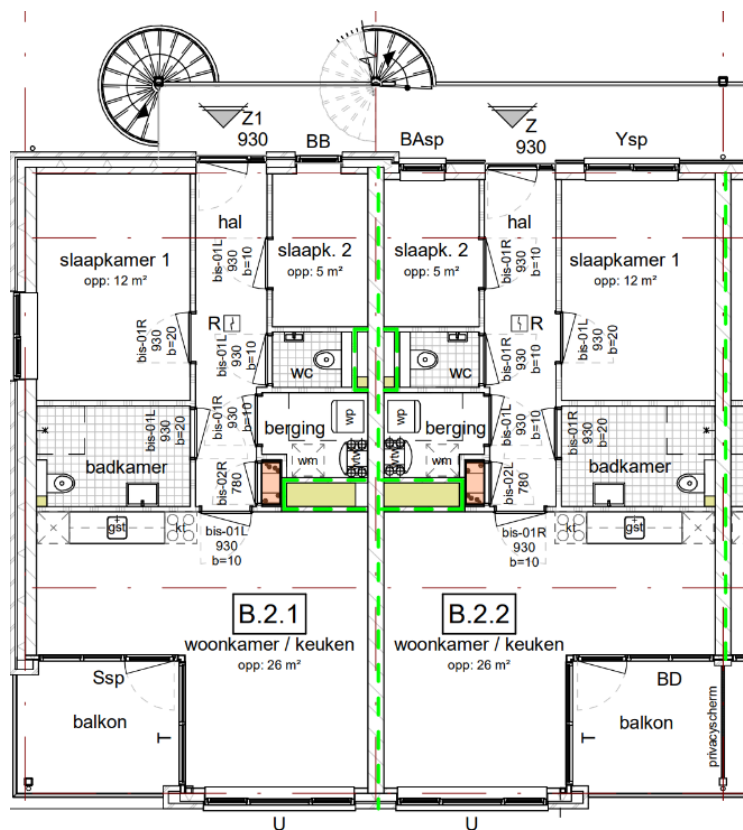 Z1
930
BB
BAsp
Z
930
Ysp
hal
hal
slaapk. 2
opp: 5 m²
slaapk. 2
opp: 5 m²
slaapkamer 1
opp: 12 m²
slaapkamer 1
opp: 12 m²
bis-01L
930
b=10
bis-01R
930
b=10
bis-01R
930
b=20
R
bis-01L
930
b=10
bis-01R
930
b=10
R
bis-01L
930
b=20
wc
wc
bis-01L
930
b=20
bis-01R
930
b=10
berging
wp
wp
berging
bis-01L
930
b=10
bis-01R
930
b=20
badkamer
bis-02R
780
wm
vtw
vtw
wm
bis-02L
780
badkamer
gst
kt
bis-01L
930
b=10
bis-01R
930
b=10
kt
gst
B.2.1
woonkamer / keuken
opp: 26 m²
B.2.2
woonkamer / keuken
opp: 26 m²
Ssp
balkon
T
T
BD
balkon
privacyscherm
U
U